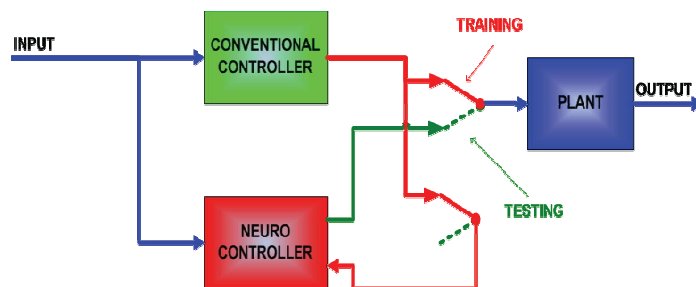 INPUT
CONVENTIONAL
CONTROLLER
TRAINING
PLANT
OUTPUT
TESTING
NEURO
CONTROLLER